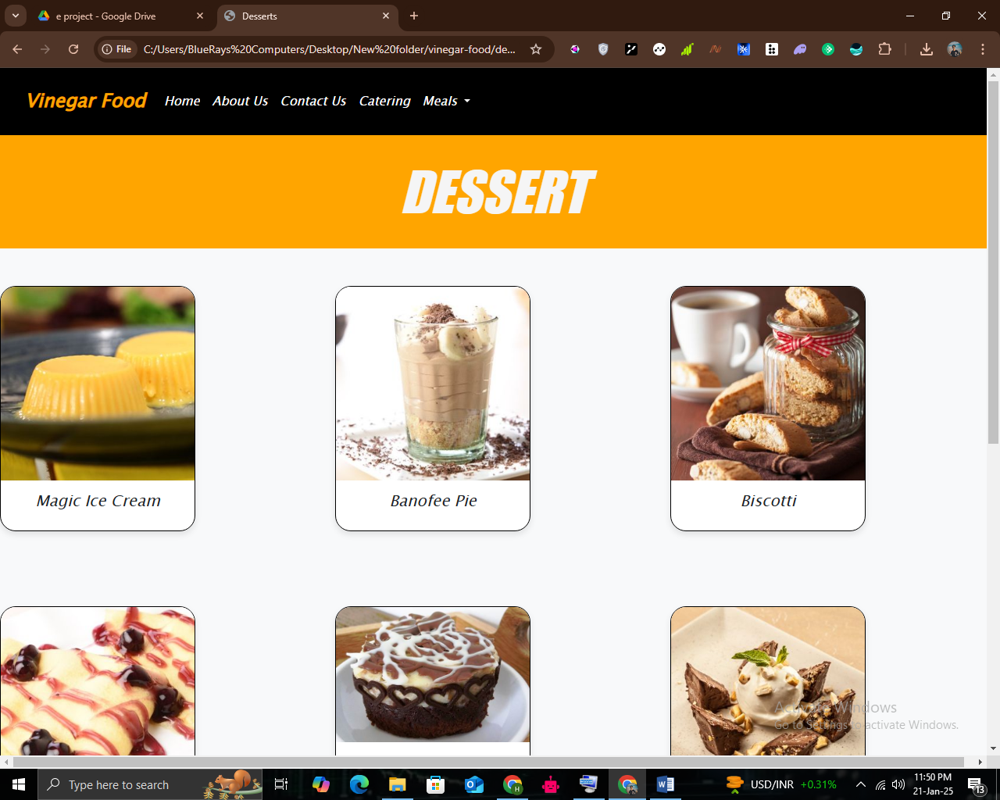 e project - Google Drive
Desserts
File
C:/Users/BlueRays%20Computers/Desktop/New%20folder/vinegar-food/de...
Vinegar Food
Home
About Us
Contact Us
Catering
Meals
DESSERT
Magic Ice Cream
Banofee Pie
Biscotti
Activate Windows
Go to Settings to activate Windows.
Type here to search
USD/INR +0.31%
11:50 PM
21-Jan-25
13